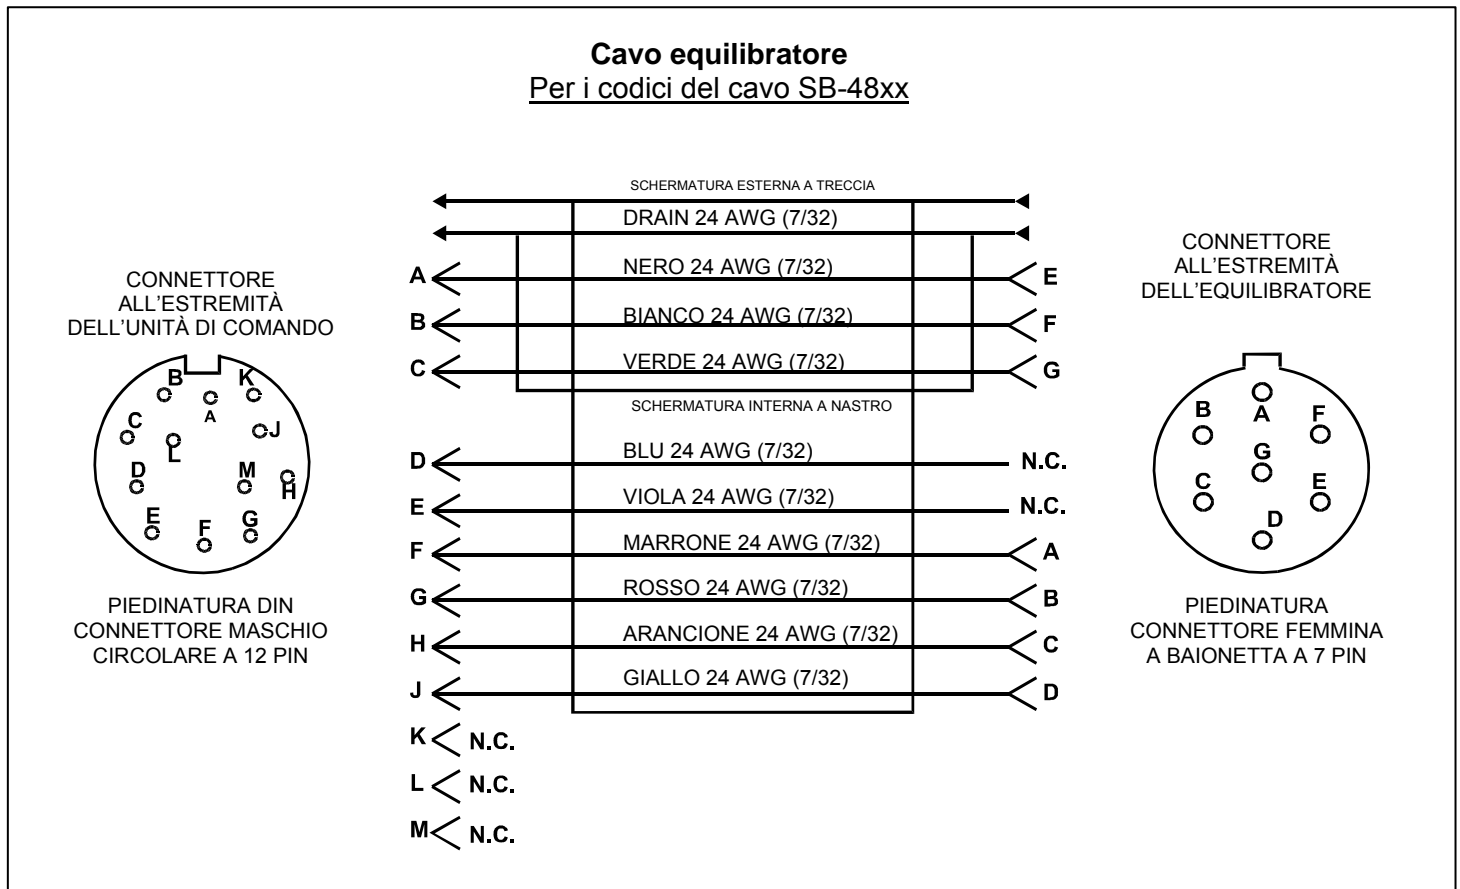 Cavo equilibratore
Per i codici del cavo SB-48xx
SCHERMATURA ESTERNA A TRECCIA
DRAIN 24 AWG (7/32)
A NERO 24 AWG (7/32) E
B BIANCO 24 AWG (7/32) F
C VERDE 24 AWG (7/32) G
SCHERMATURA INTERNA A NASTRO
D BLU 24 AWG (7/32) N.C.
E VIOLA 24 AWG (7/32) N.C.
F MARRONE 24 AWG (7/32) A
G ROSSO 24 AWG (7/32) B
H ARANCIONE 24 AWG (7/32) C
J GIALLO 24 AWG (7/32) D
K N.C.
L N.C.
M N.C.
CONNETTORE
ALL'ESTREMITÀ
DELL'UNITÀ DI COMANDO
B K
A
C J
L
D M H
E F G
PIEDINATURA DIN
CONNETTORE MASCHIO
CIRCOLARE A 12 PIN
CONNETTORE
ALL'ESTREMITÀ
DELL'EQUILIBRATORE
B A F
G
C E
D
PIEDINATURA
CONNETTORE FEMMINA
A BAIONETTA A 7 PIN